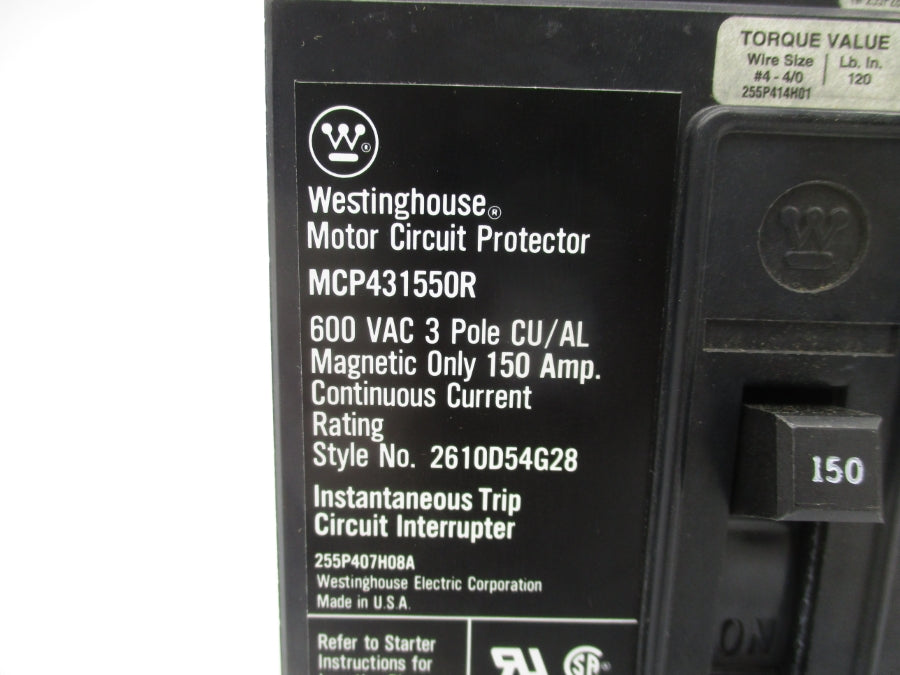 TORQUE VALUE
Wire Size Lb. In.
#4 - 4/0 120
255P414H01
W
®
Westinghouse®
Motor Circuit Protector
MCP431550R
600 VAC 3 Pole CU/AL
Magnetic Only 150 Amp.
Continuous Current
Rating
Style No. 2610D54G28
Instantaneous Trip
Circuit Interrupter
255P407H08A
Westinghouse Electric Corporation
Made in U.S.A.
Refer to Starter
Instructions for
W
150
ON